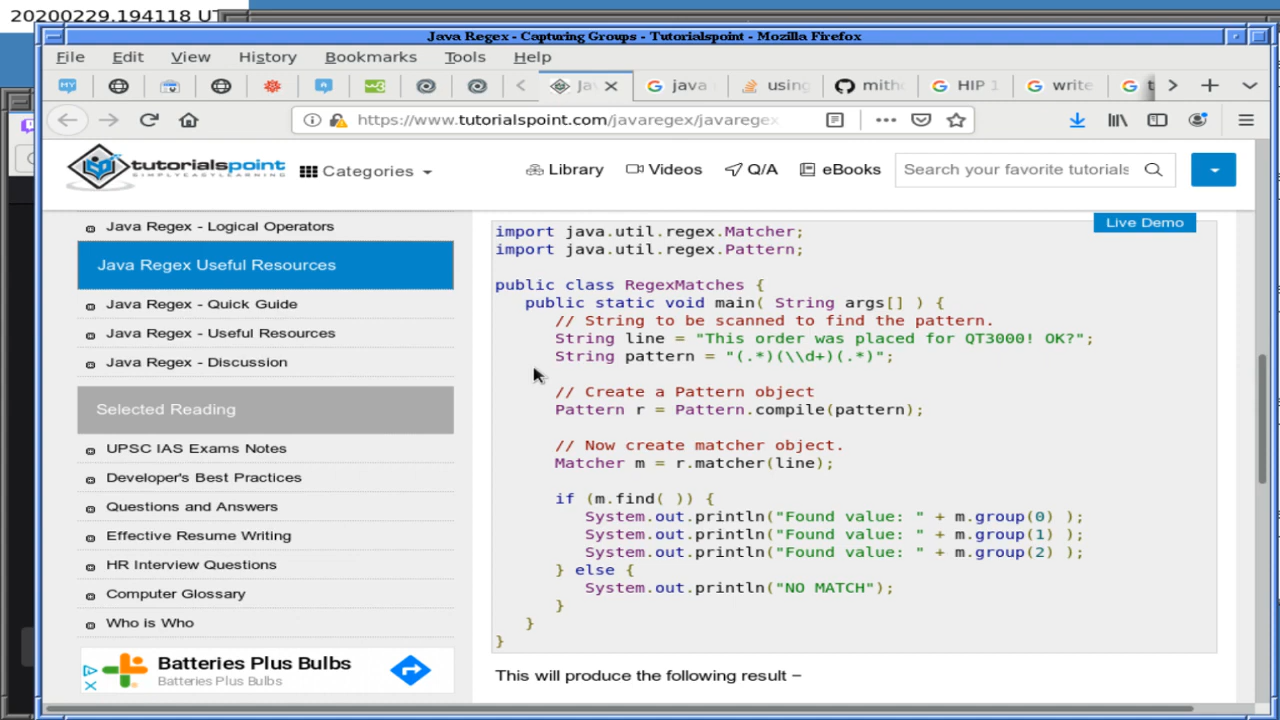 20200229.194118 UT
Java Regex - Capturing Groups - Tutorialspoint - Mozilla Firefox
File Edit View History Bookmarks Tools Help
Ja java using mith HIP 1 write t
https://www.tutorialspoint.com/javaregex/javaregex
tutorialspoint
SIMPLYEASYLEARNING
Categories
Library Videos Q/A eBooks
Search your favorite tutorials
Java Regex - Logical Operators
Java Regex Useful Resources
Java Regex - Quick Guide
Java Regex - Useful Resources
Java Regex - Discussion
Selected Reading
UPSC IAS Exams Notes
Developer's Best Practices
Questions and Answers
Effective Resume Writing
HR Interview Questions
Computer Glossary
Who is Who
Batteries Plus Bulbs
Batteries Plus Bulbs
Live Demo
import java.util.regex.Matcher;
import java.util.regex.Pattern;
public class RegexMatches {
public static void main( String args[] ) {
// String to be scanned to find the pattern.
String line = "This order was placed for QT3000! OK?";
String pattern = "(.*)(\\d+)(.*)";
// Create a Pattern object
Pattern r = Pattern.compile(pattern);
// Now create matcher object.
Matcher m = r.matcher(line);
if (m.find( )) {
System.out.println("Found value: " + m.group(0) );
System.out.println("Found value: " + m.group(1) );
System.out.println("Found value: " + m.group(2) );
} else {
System.out.println("NO MATCH");
}
}
}
This will produce the following result −